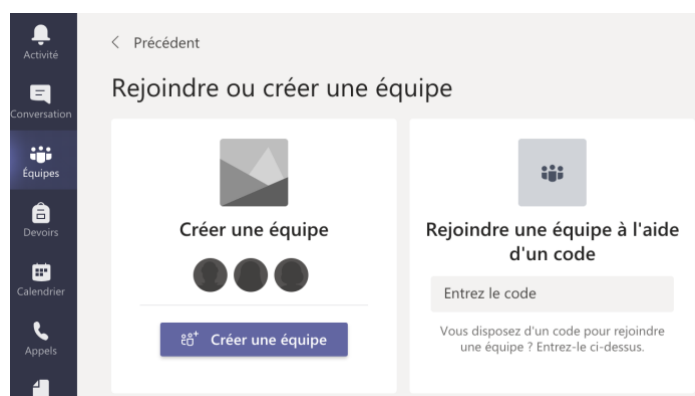 Activité
Conversation
Équipes
Devoirs
Calendrier
Appels
Précédent
Rejoindre ou créer une équipe
Créer une équipe
Créer une équipe
Rejoindre une équipe à l'aide
d'un code
Entrez le code
Vous disposez d'un code pour rejoindre
une équipe ? Entrez-le ci-dessus.